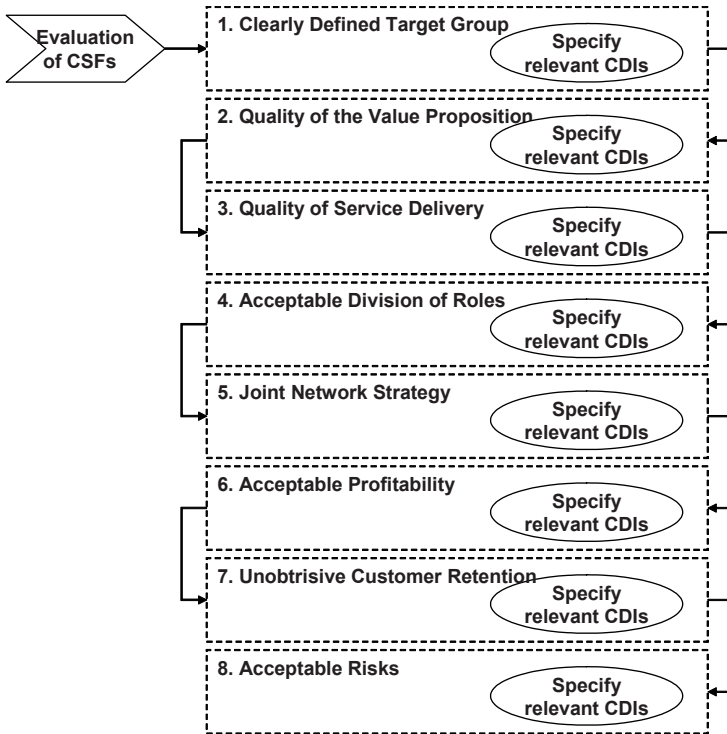 Evaluation
of CSFs
1. Clearly Defined Target Group
Specify
relevant CDIs
2. Quality of the Value Proposition
Specify
relevant CDIs
3. Quality of Service Delivery
Specify
relevant CDIs
4. Acceptable Division of Roles
Specify
relevant CDIs
5. Joint Network Strategy
Specify
relevant CDIs
6. Acceptable Profitability
Specify
relevant CDIs
7. Unobtrisive Customer Retention
Specify
relevant CDIs
8. Acceptable Risks
Specify
relevant CDIs